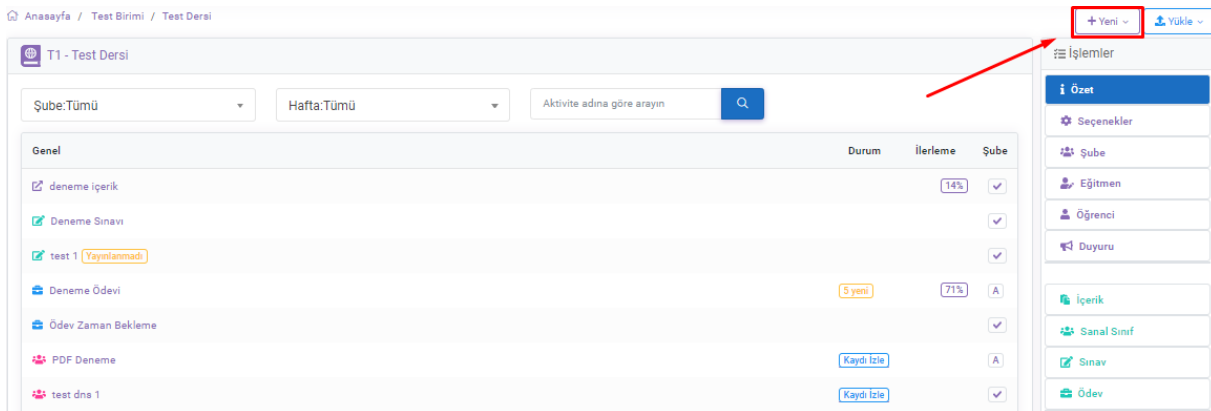 Anasayfa / Test Birimi / Test Dersi
+ Yeni
Yükle
T1 - Test Dersi
İşlemler
Şube:Tümü
Hafta:Tümü
Aktivite adına göre arayın
Genel Durum İlerleme Şube
deneme içerik 14%
Deneme Sınavı
test 1 Yayınlanmadı
Deneme Ödevi 5 yeni 71% A
Ödev Zaman Bekleme
PDF Deneme Kaydı İzle A
test dns 1 Kaydı İzle
Özet
Seçenekler
Şube
Eğitmen
Öğrenci
Duyuru
İçerik
Sanal Sınıf
Sınav
Ödev